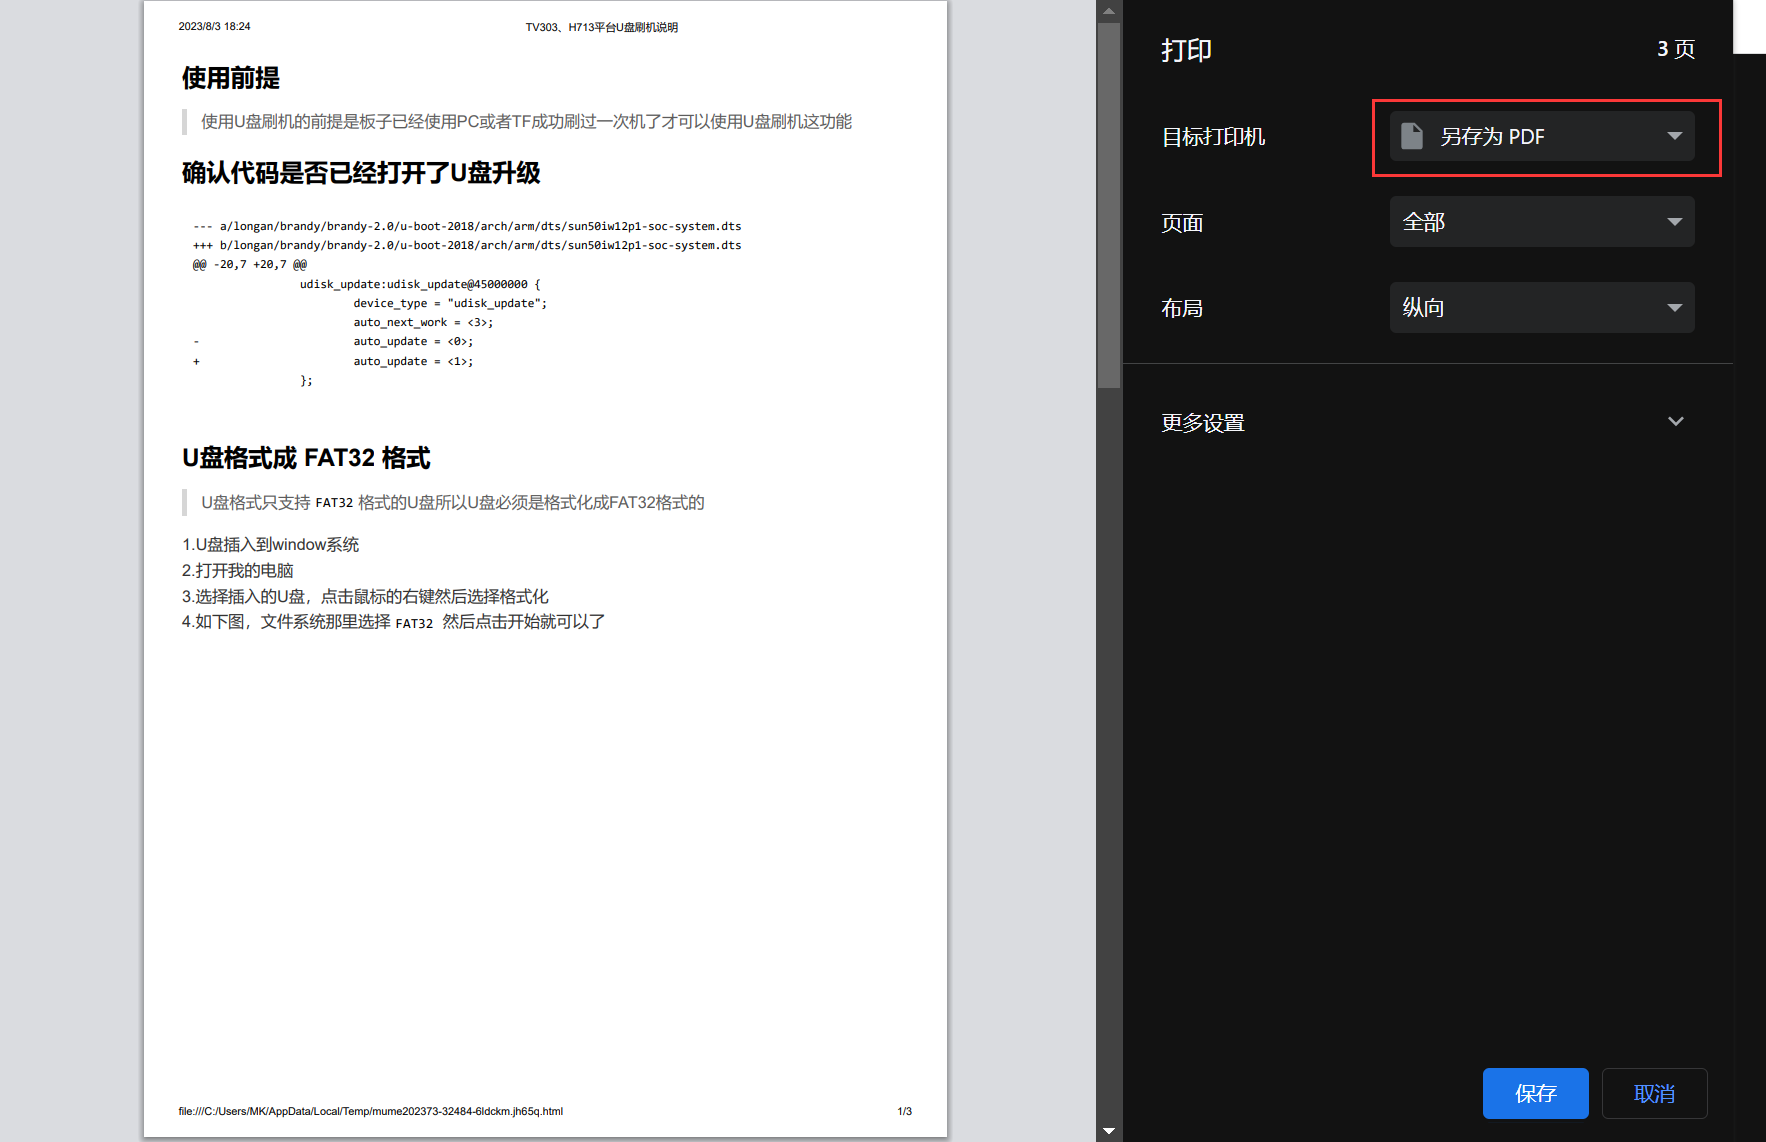 2023/8/3 18:24
TV303、H713平台U盘刷机说明
使用前提
使用U盘刷机的前提是板子已经使用PC或者TF成功刷过一次机了才可以使用U盘刷机这功能
确认代码是否已经打开了U盘升级
--- a/longan/brandy/brandy-2.0/u-boot-2018/arch/arm/dts/sun50iw12p1-soc-system.dts
+++ b/longan/brandy/brandy-2.0/u-boot-2018/arch/arm/dts/sun50iw12p1-soc-system.dts
@@ -20,7 +20,7 @@
udisk_update:udisk_update@45000000 {
device_type = "udisk_update";
auto_next_work = <3>;
- auto_update = <0>;
+ auto_update = <1>;
};
U盘格式成 FAT32 格式
U盘格式只支持 FAT32 格式的U盘所以U盘必须是格式化成FAT32格式的
1.U盘插入到window系统
2.打开我的电脑
3.选择插入的U盘，点击鼠标的右键然后选择格式化
4.如下图，文件系统那里选择 FAT32 然后点击开始就可以了
file:///C:/Users/MK/AppData/Local/Temp/mume202373-32484-6ldckm.jh65q.html
1/3
打印
3 页
目标打印机
另存为 PDF
页面
全部
布局
纵向
更多设置
保存
取消